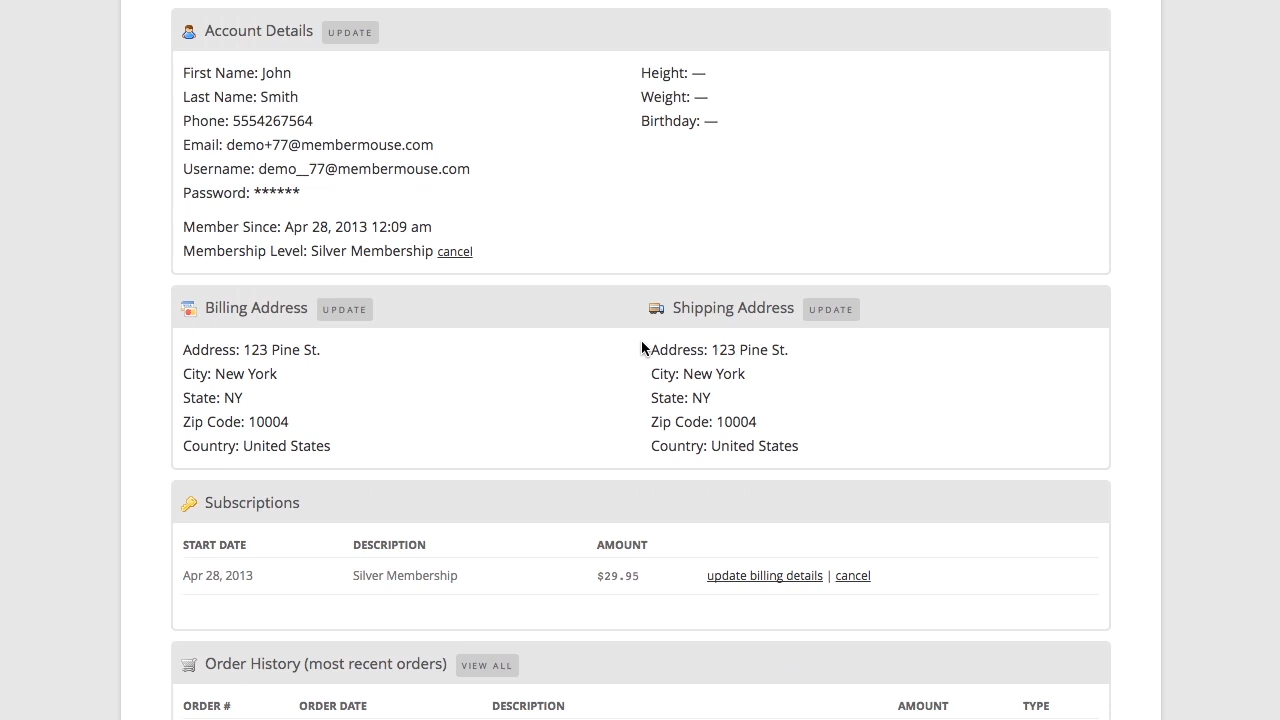 Account Details UPDATE
First Name: John
Last Name: Smith
Phone: 5554267564
Email: demo+77@membermouse.com
Username: demo__77@membermouse.com
Password: ******
Member Since: Apr 28, 2013 12:09 am
Membership Level: Silver Membership cancel
Height: —
Weight: —
Birthday: —
Billing Address UPDATE
Address: 123 Pine St.
City: New York
State: NY
Zip Code: 10004
Country: United States
Shipping Address UPDATE
Address: 123 Pine St.
City: New York
State: NY
Zip Code: 10004
Country: United States
Subscriptions
START DATE DESCRIPTION AMOUNT
Apr 28, 2013 Silver Membership $29.95 update billing details | cancel
Order History (most recent orders) VIEW ALL
ORDER # ORDER DATE DESCRIPTION AMOUNT TYPE